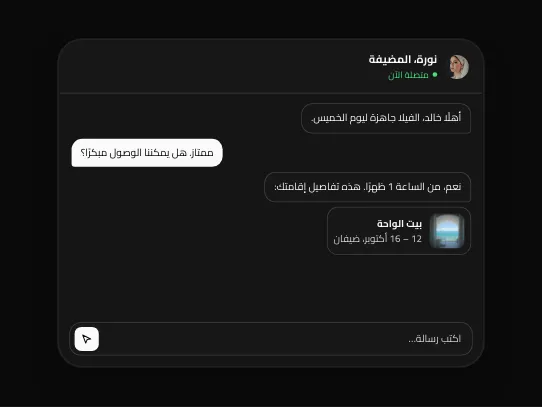 نورة، المضيفة
متصلة الآن
أهلًا خالد، الفيلا جاهزة ليوم الخميس.
ممتاز. هل يمكننا الوصول مبكرًا؟
نعم، من الساعة 1 ظهرًا. هذه تفاصيل إقامتك:
بيت الواحة
12 – 16 أكتوبر، ضيفان
اكتب رسالة...